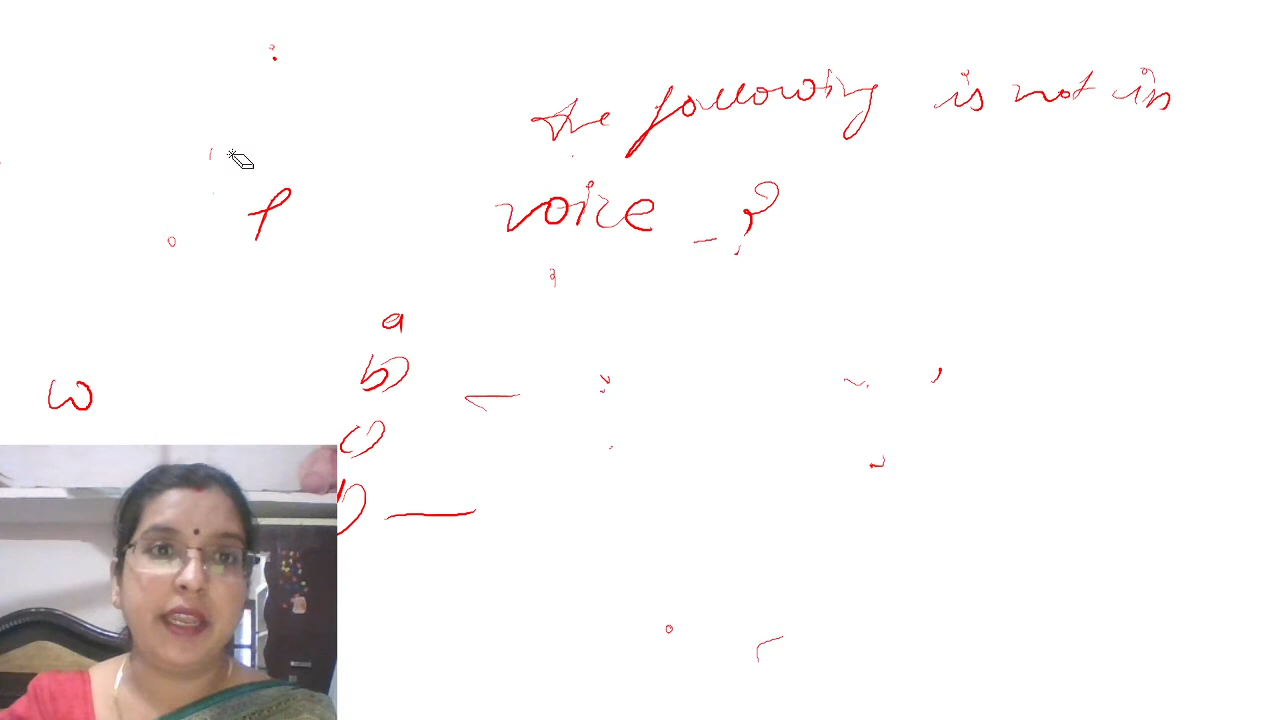 the following is not in
voice - ?
a
b)
c)
D) —